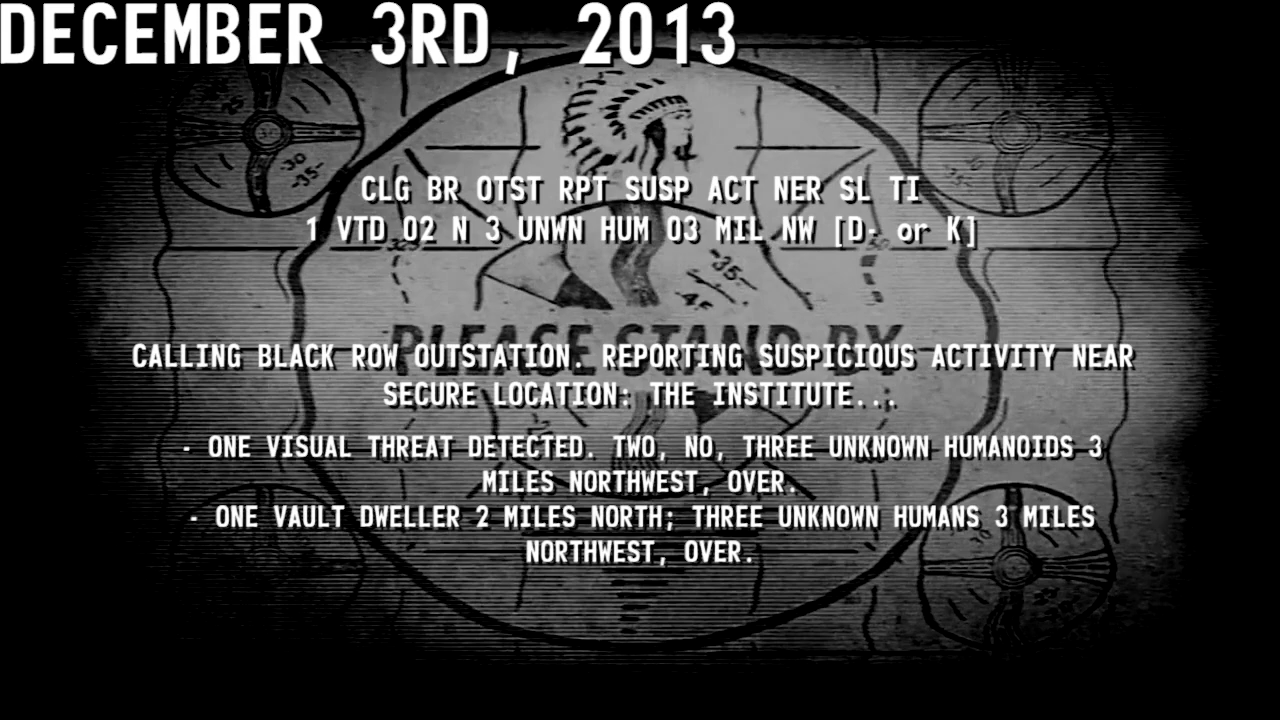 DECEMBER 3RD, 2013
CLG BR OTST RPT SUSP ACT NER SL TI
1 VTD 02 N 3 UNWN HUM 03 MIL NW [D- or K]
PLEASE STAND BY
CALLING BLACK ROW OUTSTATION. REPORTING SUSPICIOUS ACTIVITY NEAR
SECURE LOCATION: THE INSTITUTE...
- ONE VISUAL THREAT DETECTED. TWO, NO, THREE UNKNOWN HUMANOIDS 3
MILES NORTHWEST, OVER.
- ONE VAULT DWELLER 2 MILES NORTH; THREE UNKNOWN HUMANS 3 MILES
NORTHWEST, OVER.